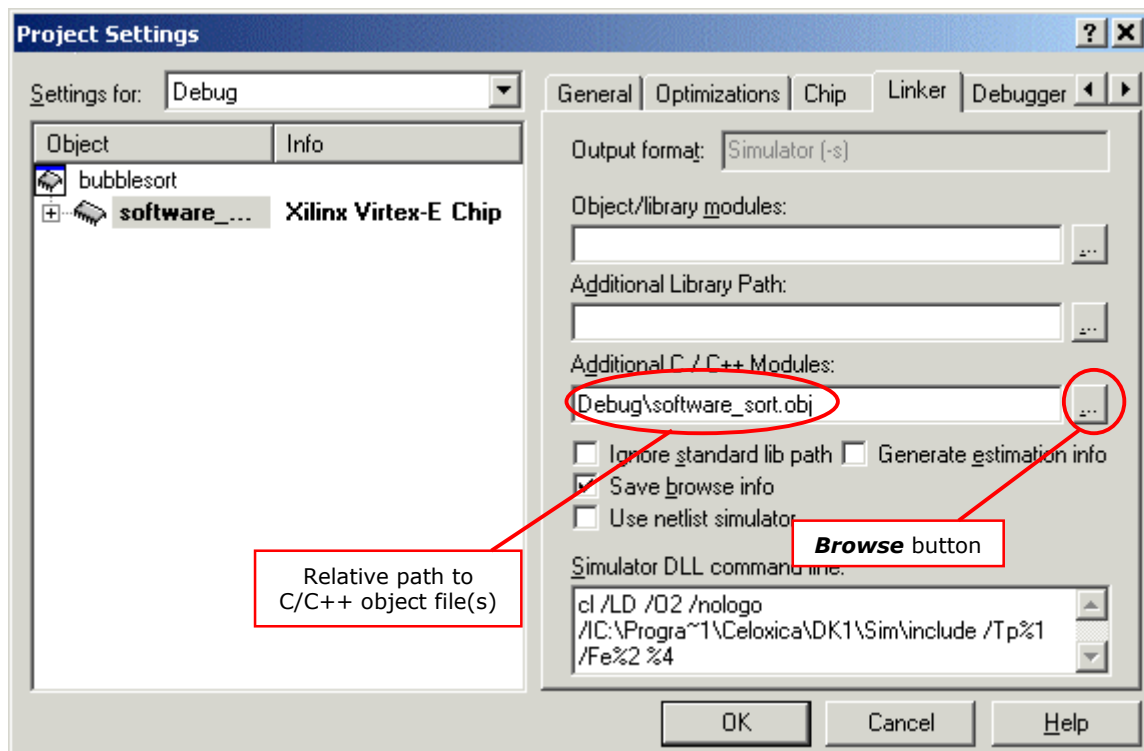 Project Settings
Settings for: Debug
Object Info
bubblesort
software_... Xilinx Virtex-E Chip
General Optimizations Chip Linker Debugger
Output format: Simulator (-s)
Object/library modules:
...
Additional Library Path:
...
Additional C / C++ Modules:
Debug\software_sort.obj ...
Ignore standard lib path Generate estimation info
Save browse info
Use netlist simulator
Browse button
Relative path to
C/C++ object file(s)
Simulator DLL command line:
cl /LD /O2 /nologo
/IC:\Progra~1\Celoxica\DK1\Sim\include /Tp%1
/Fe%2 %4
OK Cancel Help